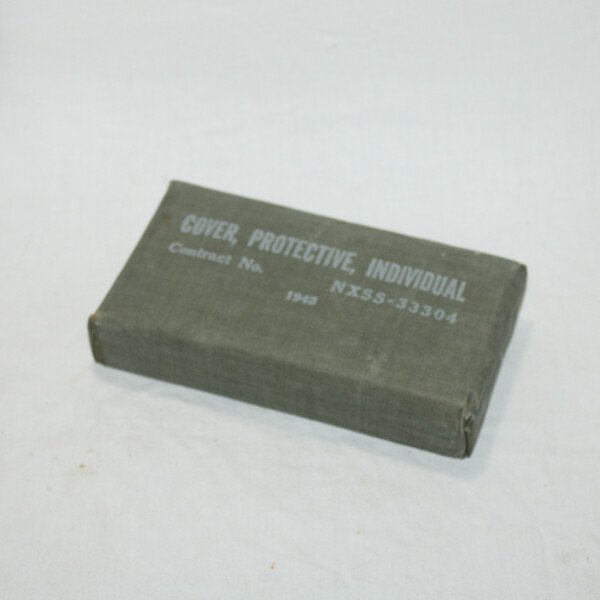 COVER, PROTECTIVE, INDIVIDUAL
Contract No. NXSS-33304
1943